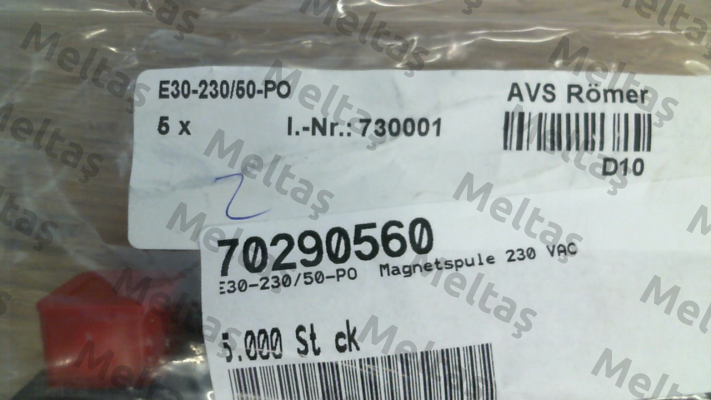 E30-230/50-PO
AVS Römer
5 x
I.-Nr.: 730001
D10
2
70290560
E30-230/50-PO Magnetspule 230 VAC
5.000 St ck
Meltaş